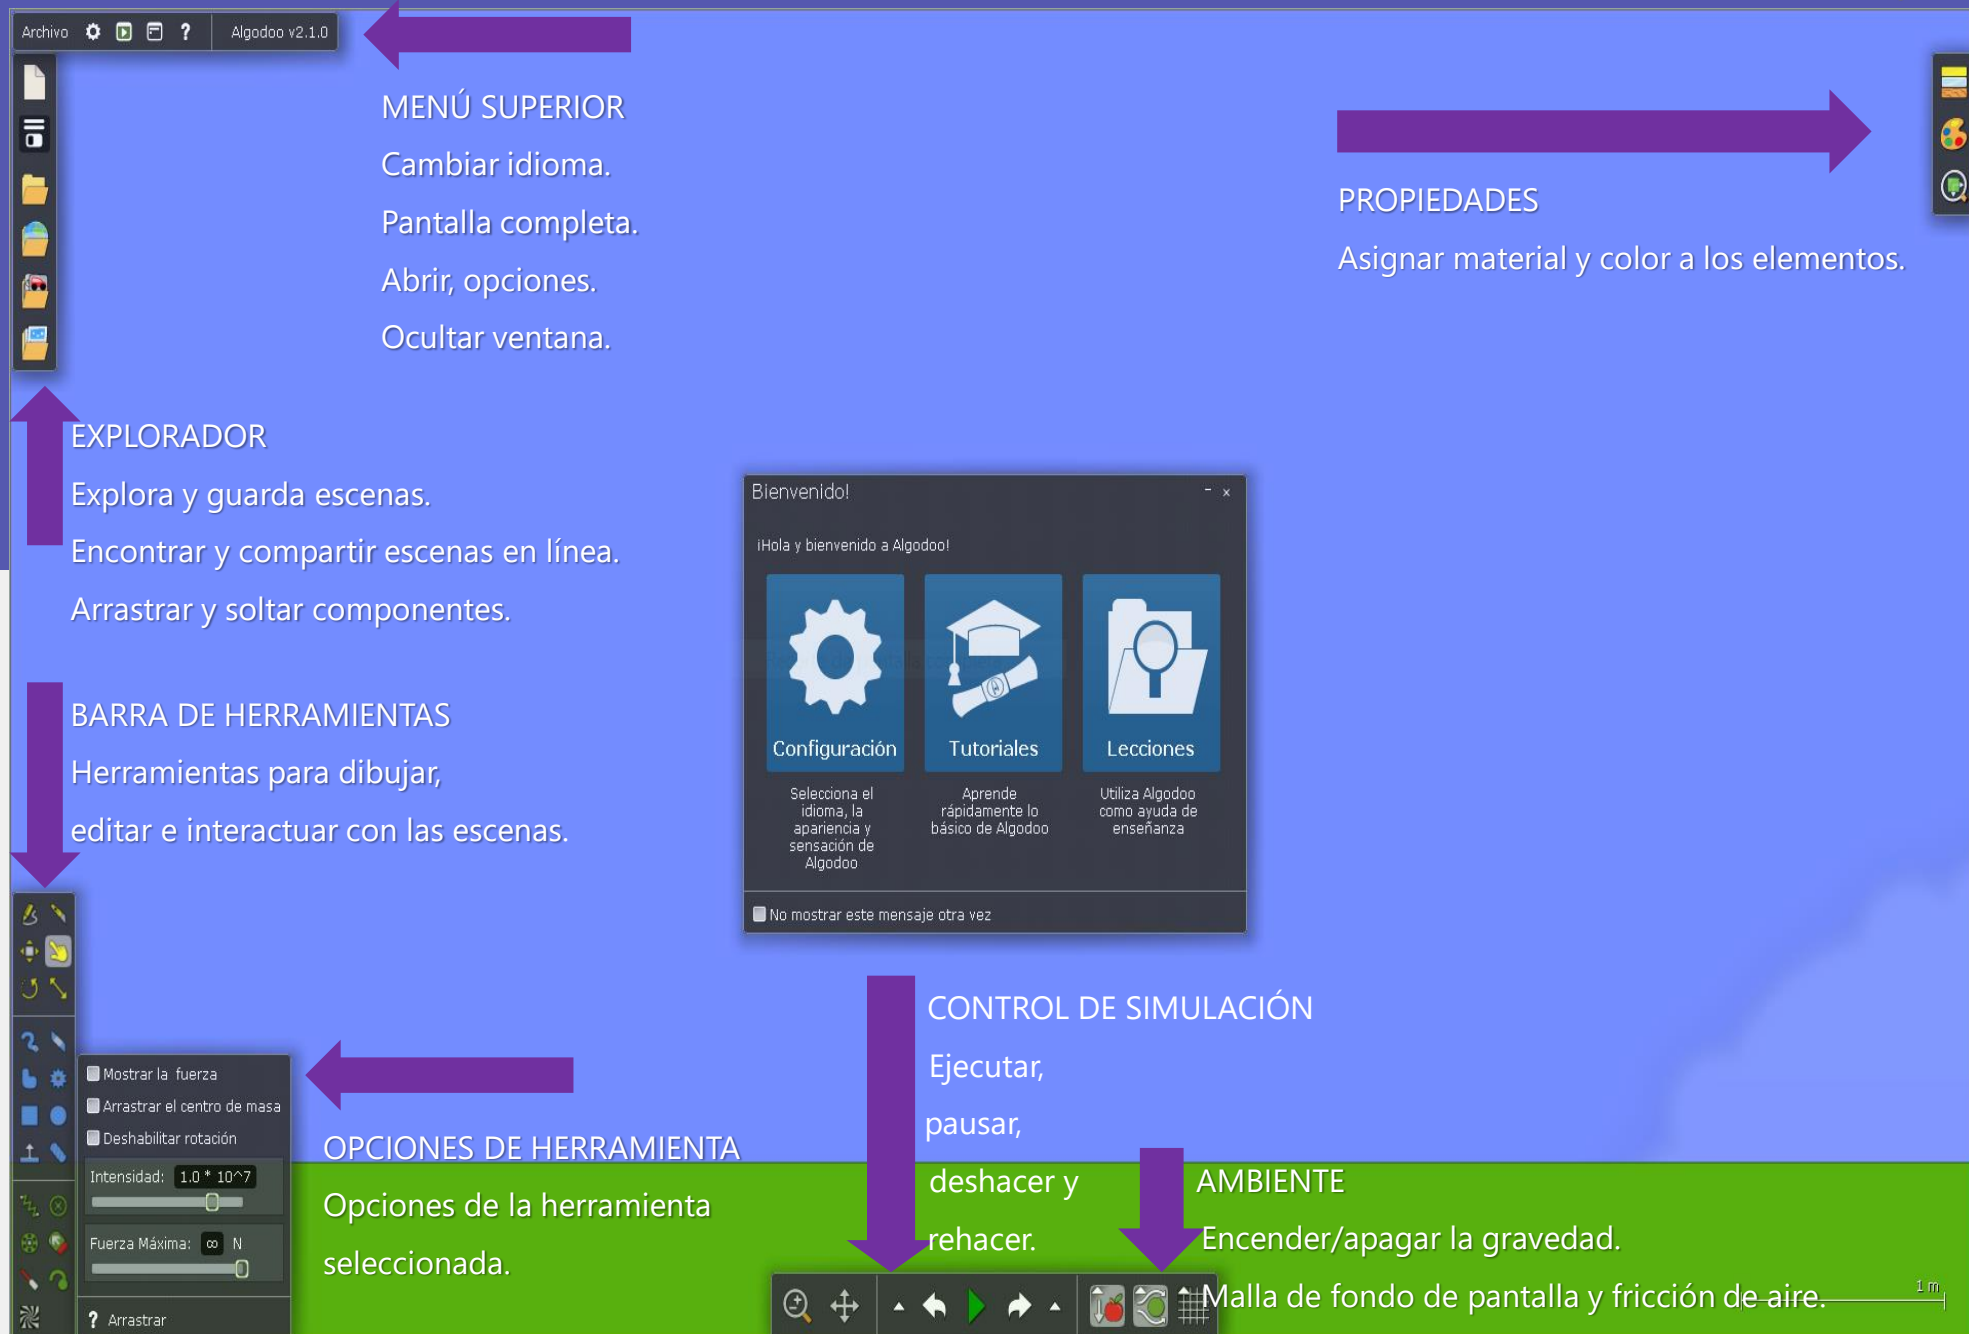 Archivo ? Algodoo v2.1.0
MENÚ SUPERIOR
Cambiar idioma.
Pantalla completa.
Abrir, opciones.
Ocultar ventana.
PROPIEDADES
Asignar material y color a los elementos.
EXPLORADOR
Explora y guarda escenas.
Encontrar y compartir escenas en línea.
Arrastrar y soltar componentes.
BARRA DE HERRAMIENTAS
Herramientas para dibujar,
editar e interactuar con las escenas.
Bienvenido!
¡Hola y bienvenido a Algodoo!
Configuración
Selecciona el
idioma, la
apariencia y
sensación de
Algodoo
Tutoriales
Aprende
rápidamente lo
básico de Algodoo
Lecciones
Utiliza Algodoo
como ayuda de
enseñanza
No mostrar este mensaje otra vez
Mostrar la fuerza
Arrastrar el centro de masa
Deshabilitar rotación
Intensidad: 1.0 * 10^7
Fuerza Máxima: ∞ N
? Arrastrar
OPCIONES DE HERRAMIENTA
Opciones de la herramienta
seleccionada.
CONTROL DE SIMULACIÓN
Ejecutar,
pausar,
deshacer y
rehacer.
AMBIENTE
Encender/apagar la gravedad.
Malla de fondo de pantalla y fricción de aire.
1 m